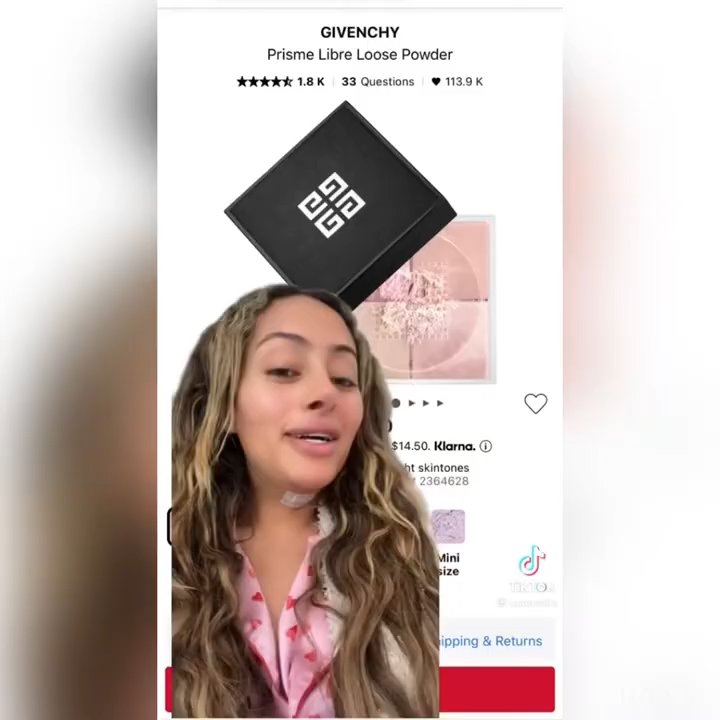 GIVENCHY
Prisme Libre Loose Powder
★★★★⯪ 1.8 K | 33 Questions | ♥ 113.9 K
$14.50. Klarna. ⓘ
ht skintones
2364628
Mini
size
ipping & Returns
TikTok